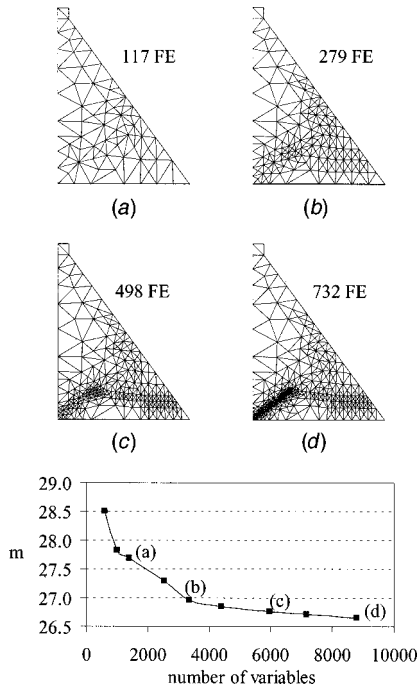 117 FE
279 FE
(a)
(b)
498 FE
732 FE
(c)
(d)
29.0
28.5
28.0
27.5
27.0
26.5
m
(a)
(b)
(c)
(d)
0 2000 4000 6000 8000 10000
number of variables